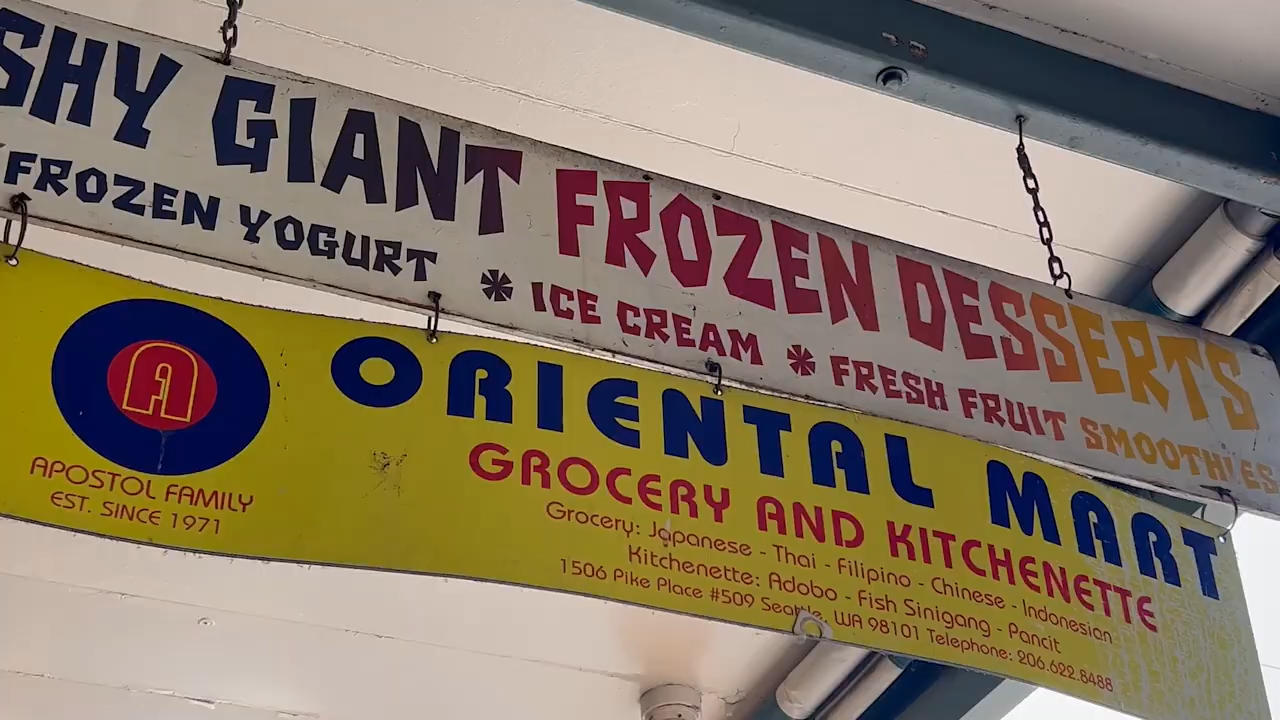 SHY GIANT FROZEN DESSERTS
FROZEN YOGURT * ICE CREAM * FRESH FRUIT SMOOTHIES
A
APOSTOL FAMILY
EST. SINCE 1971
ORIENTAL MART
GROCERY AND KITCHENETTE
Grocery: Japanese - Thai - Filipino - Chinese - Indonesian
Kitchenette: Adobo - Fish Sinigang - Pancit
1506 Pike Place #509 Seattle, WA 98101 Telephone: 206.622.8488